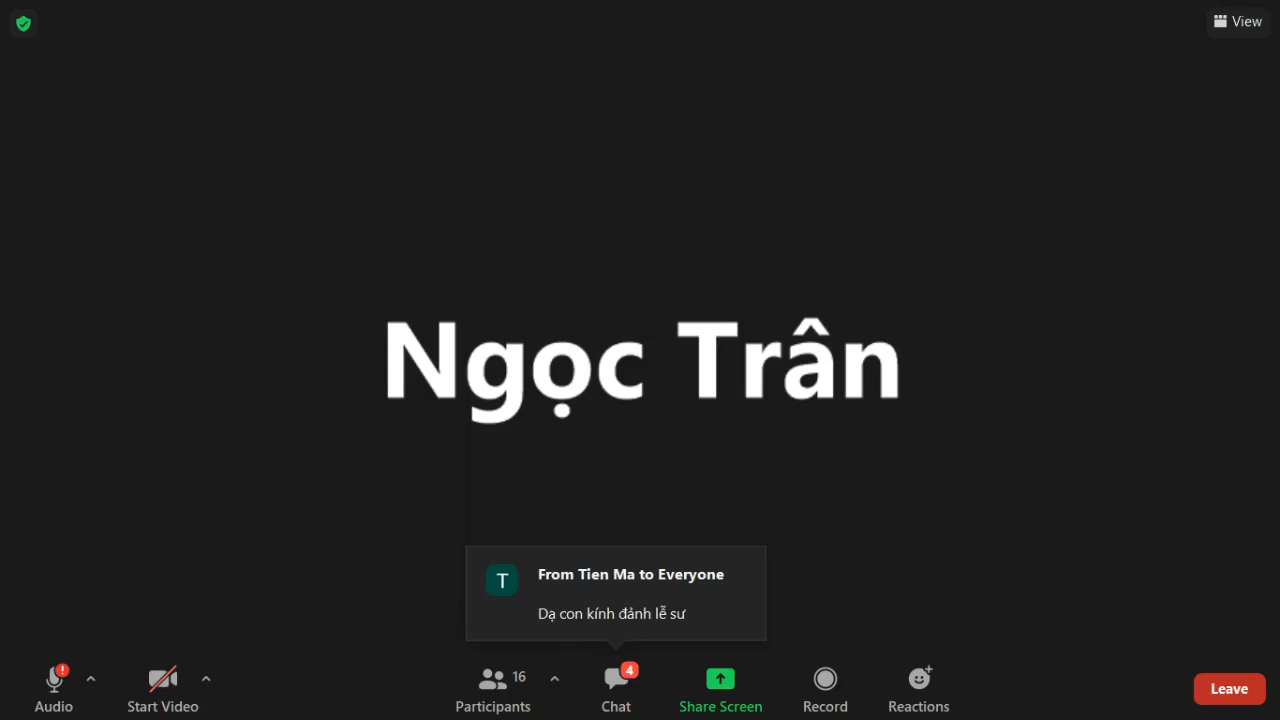 View
Ngọc Trân
T
From Tien Ma to Everyone
Dạ con kính đảnh lễ sư
!
16
4
Audio
Start Video
Participants
Chat
Share Screen
Record
Reactions
Leave